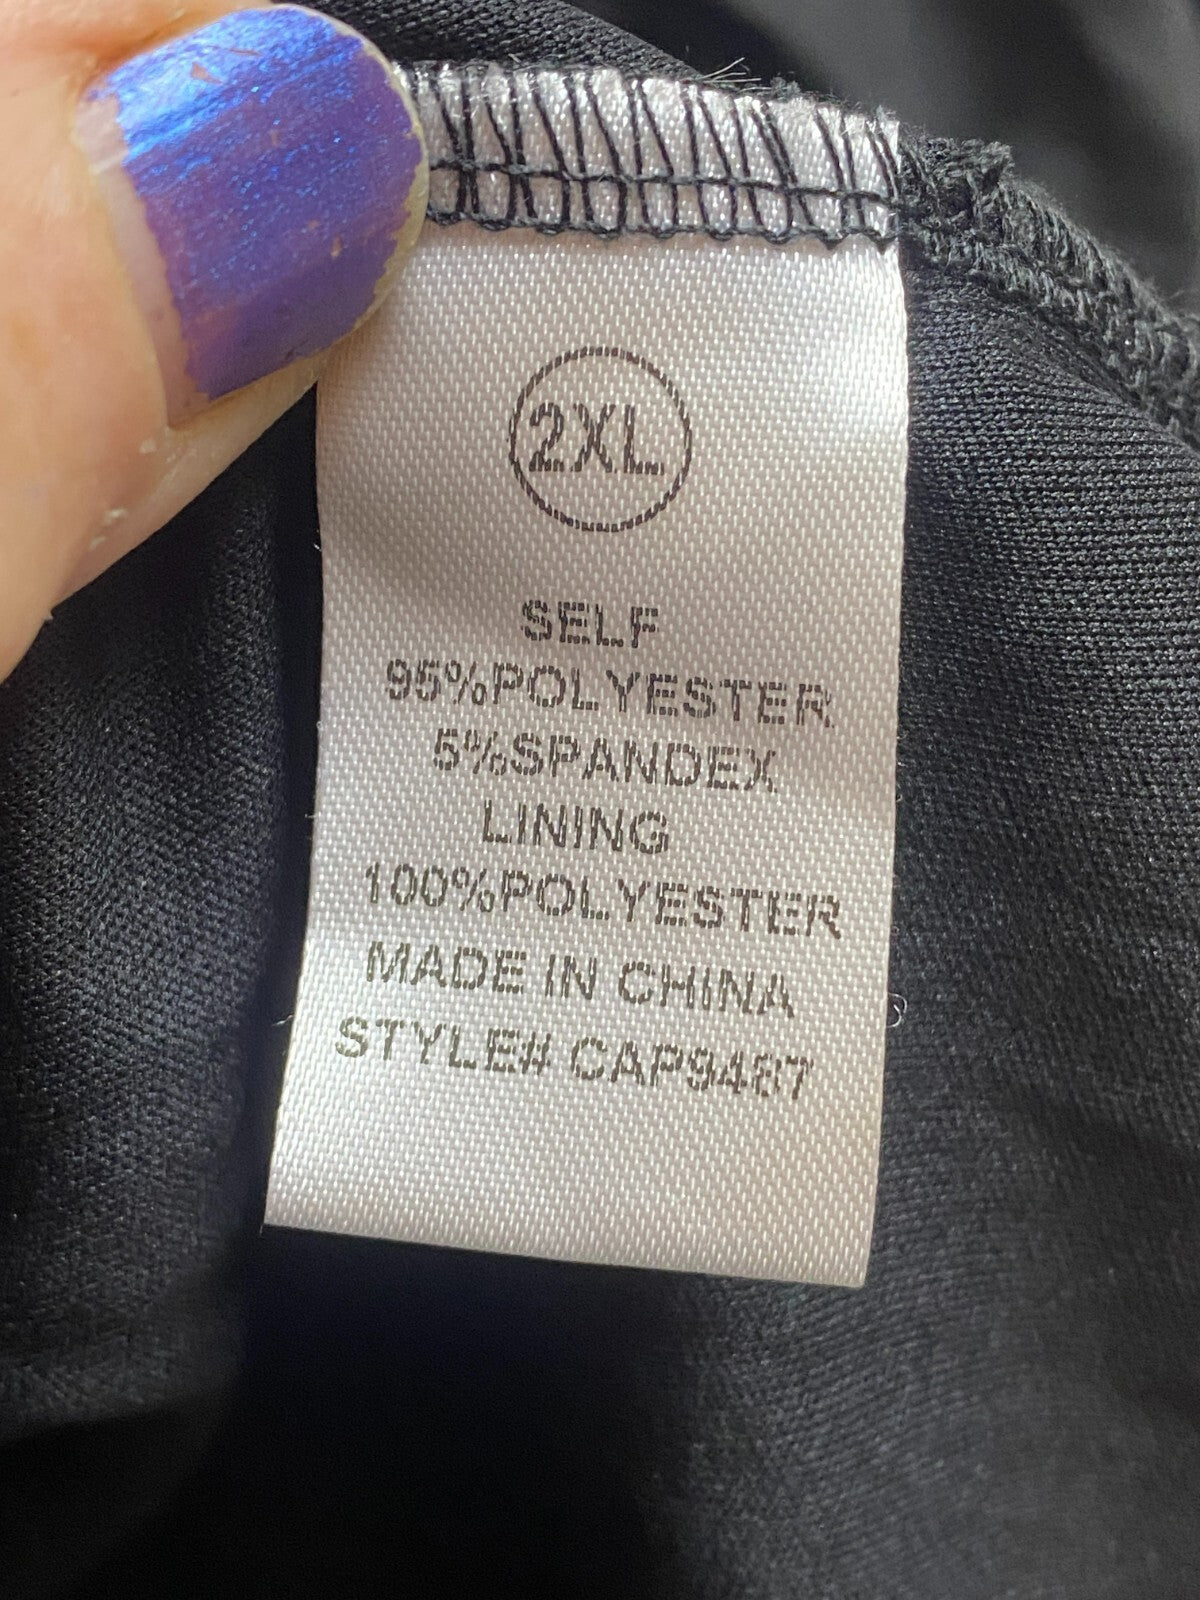 2XL
SELF
95%POLYESTER
5%SPANDEX
LINING
100%POLYESTER
MADE IN CHINA
STYLE# CAP9487